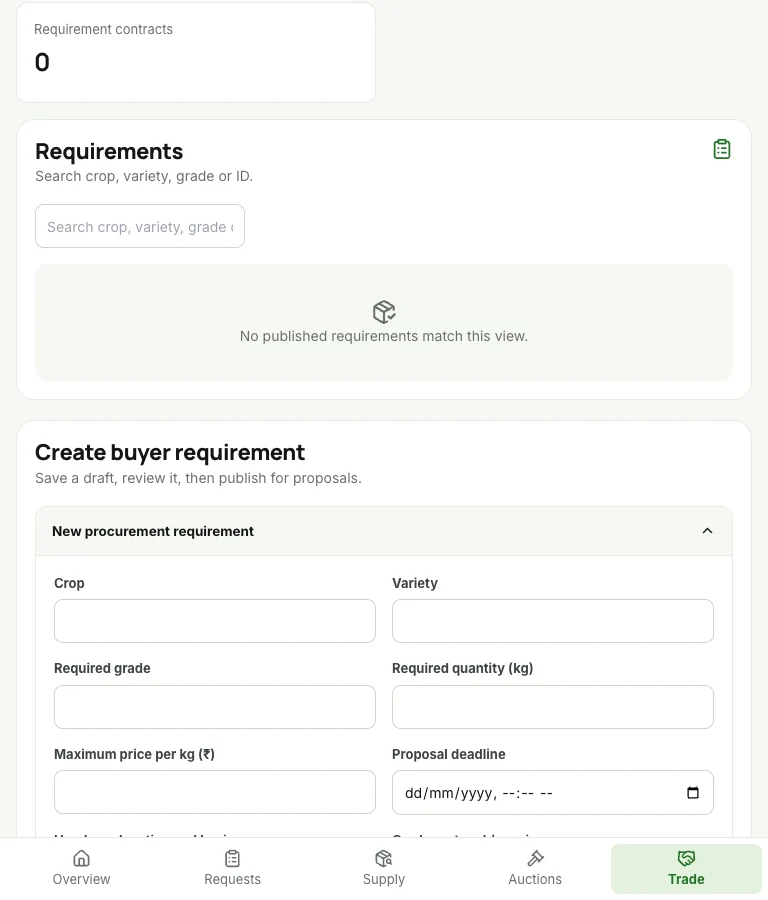 Requirement contracts
0
Requirements
Search crop, variety, grade or ID.
Search crop, variety, grade
No published requirements match this view.
Create buyer requirement
Save a draft, review it, then publish for proposals.
New procurement requirement
Crop Variety
Required grade Required quantity (kg)
Maximum price per kg (₹) Proposal deadline
dd/mm/yyyy, --:-- --
Overview Requests Supply Auctions Trade